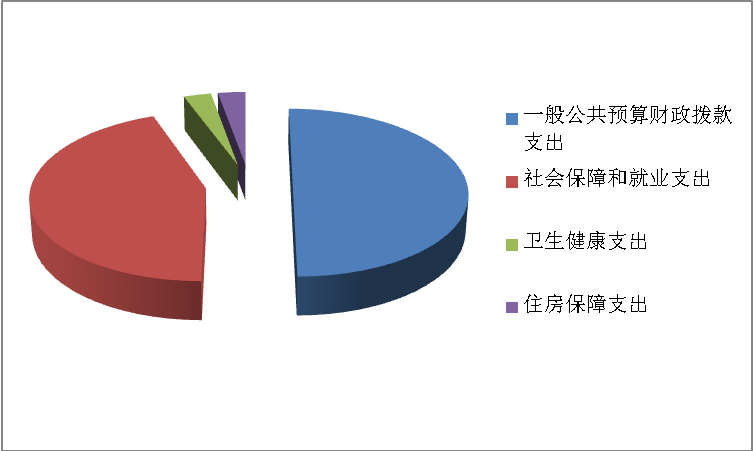 一般公共预算财政拨款
支出
社会保障和就业支出
卫生健康支出
住房保障支出